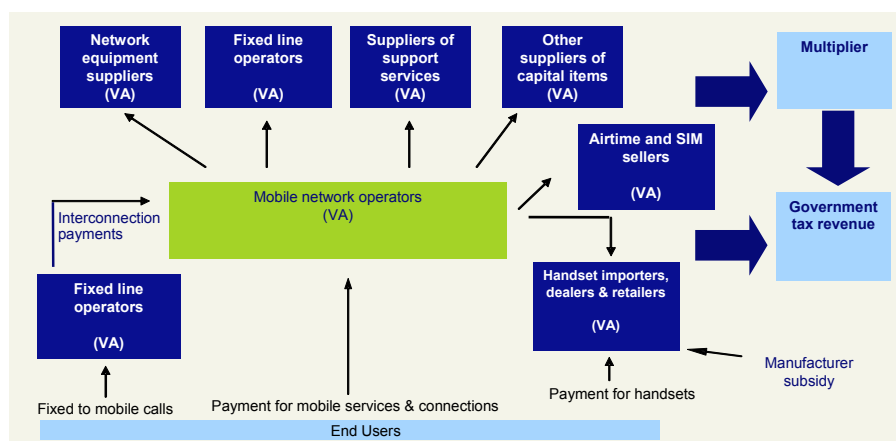 Network
equipment
suppliers
(VA)
Fixed line
operators
(VA)
Suppliers of
support
services
(VA)
Other
suppliers
of capital
items
(VA)
Multiplier
Airtime and SIM
sellers
(VA)
Mobile network operators
(VA)
Interconnection
payments
Government
tax revenue
Fixed line
operators
(VA)
Handset importers,
dealers & retailers
(VA)
Manufacturer
subsidy
Fixed to mobile calls
Payment for mobile services & connections
Payment for handsets
End Users